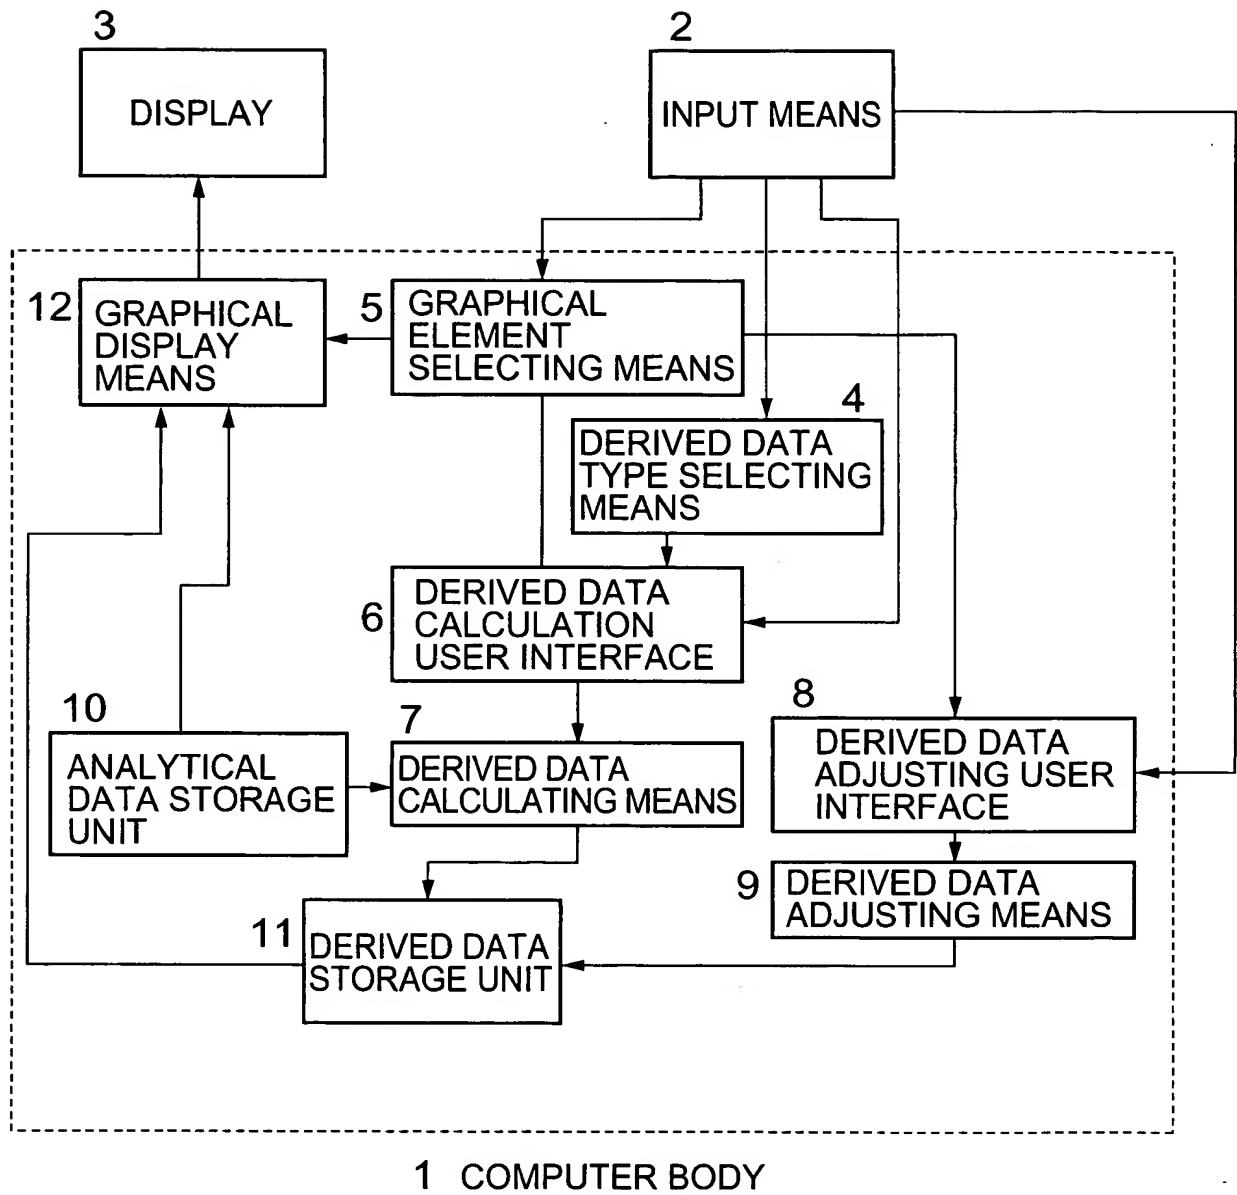 3
DISPLAY
2
INPUT MEANS
12
GRAPHICAL
DISPLAY
MEANS
5
GRAPHICAL
ELEMENT
SELECTING MEANS
4
DERIVED DATA
TYPE SELECTING
MEANS
6
DERIVED DATA
CALCULATION
USER INTERFACE
10
ANALYTICAL
DATA STORAGE
UNIT
7
DERIVED DATA
CALCULATING MEANS
8
DERIVED DATA
ADJUSTING USER
INTERFACE
9
DERIVED DATA
ADJUSTING MEANS
11
DERIVED DATA
STORAGE UNIT
1 COMPUTER BODY